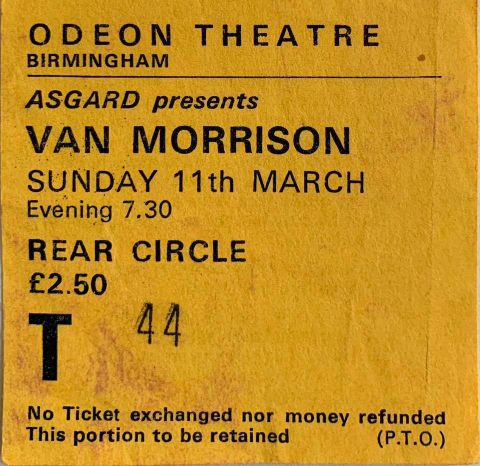 ODEON THEATRE
BIRMINGHAM
ASGARD presents
VAN MORRISON
SUNDAY 11th MARCH
Evening 7.30
REAR CIRCLE
£2.50
T 44
No Ticket exchanged nor money refunded
This portion to be retained (P.T.O.)